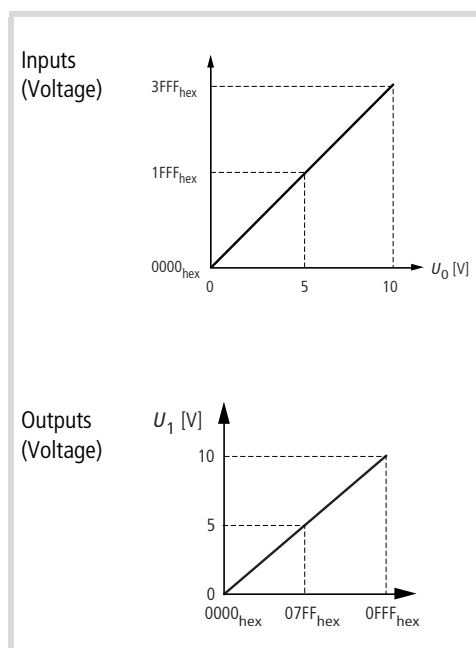 Inputs
(Voltage)
3FFFhex
1FFFhex
0000hex
0 5 10 U0 [V]
Outputs
(Voltage)
U1 [V]
10
5
0
0000hex 07FFhex 0FFFhex